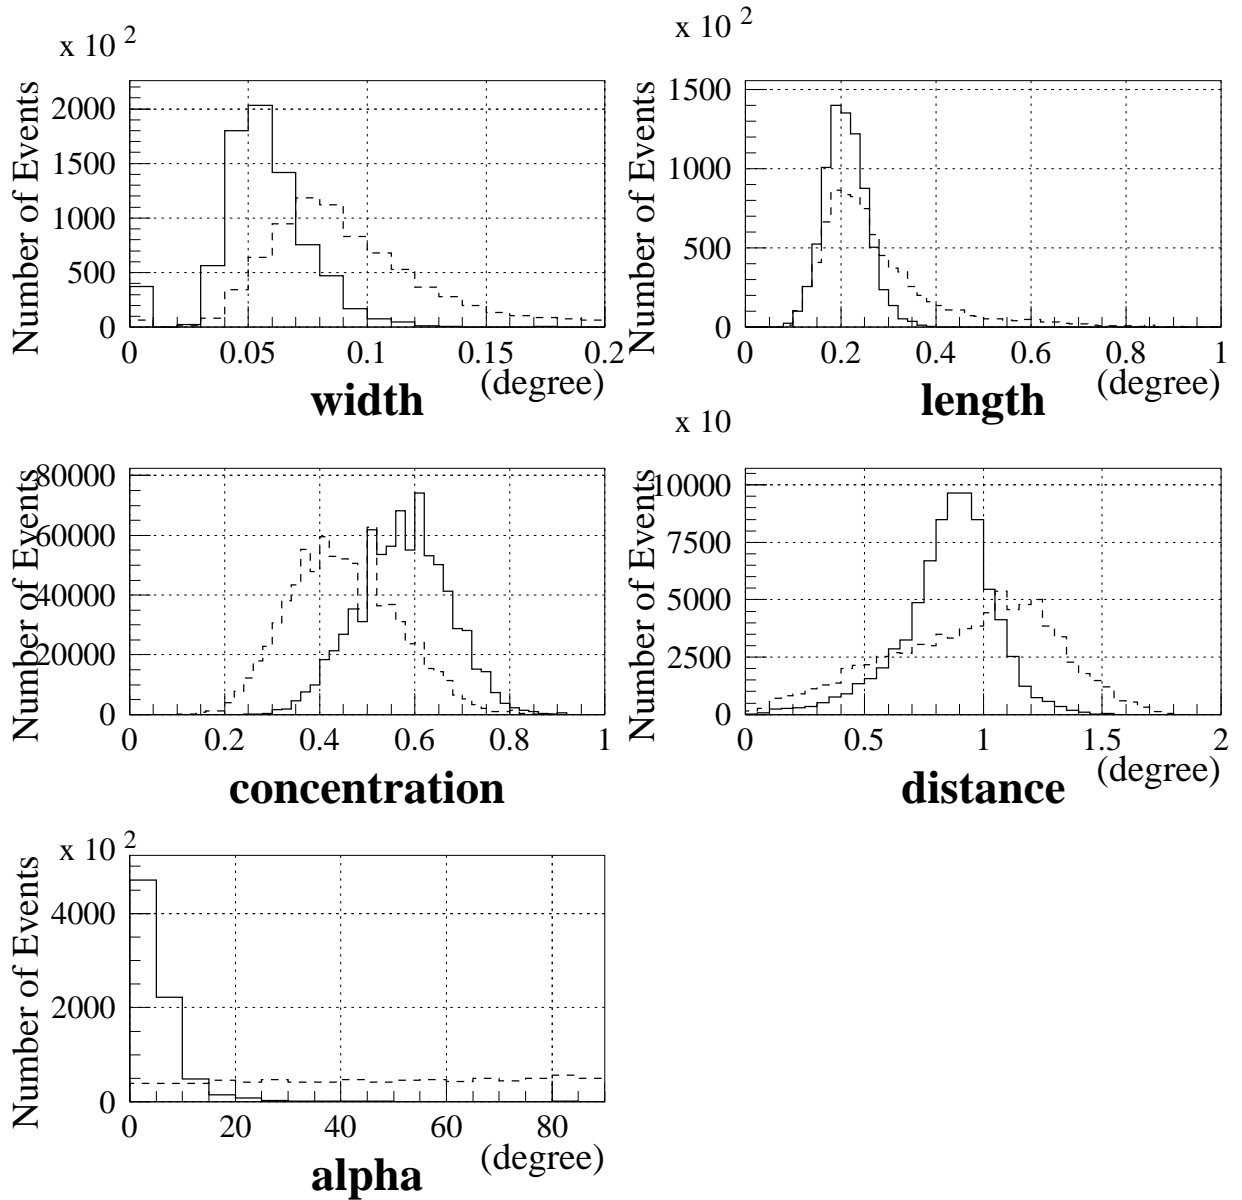 x 10 2
Number of Events
2000
1500
1000
500
0
0 0.05 0.1 0.15 0.2
(degree)
width
x 10 2
Number of Events
1500
1000
500
0
0 0.2 0.4 0.6 0.8 1
(degree)
length
Number of Events
80000
60000
40000
20000
0
0 0.2 0.4 0.6 0.8 1
concentration
x 10
Number of Events
10000
7500
5000
2500
0
0 0.5 1 1.5 2
(degree)
distance
x 10 2
Number of Events
4000
2000
0
0 20 40 60 80
(degree)
alpha